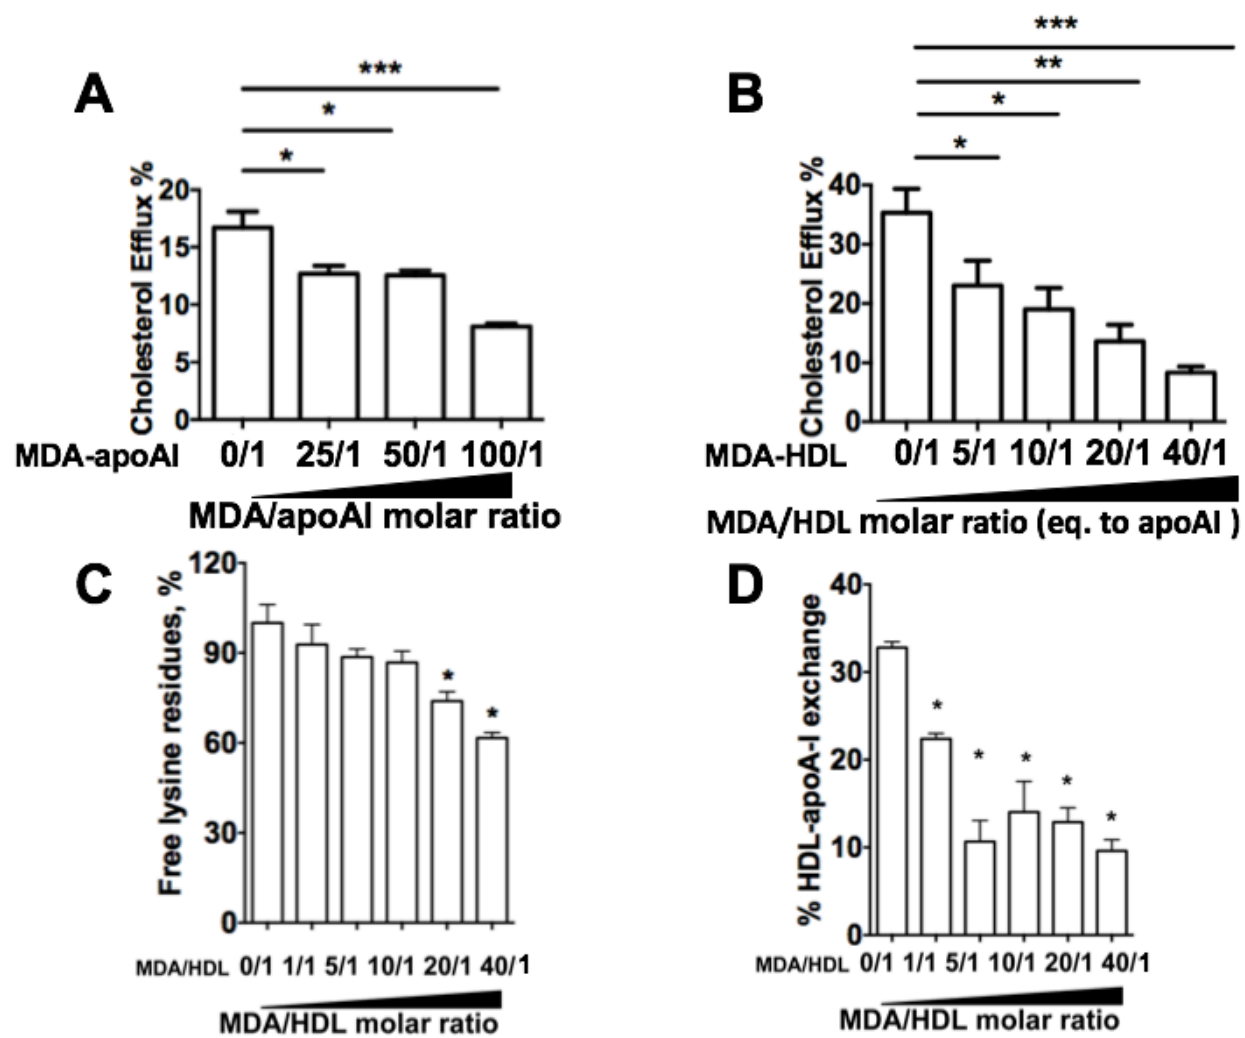 A
***
*
*
Cholesterol Efflux %
20
15
10
5
0
MDA-apoAI 0/1 25/1 50/1 100/1
MDA/apoAI molar ratio
B
***
**
*
*
Cholesterol Efflux %
40
30
20
10
0
MDA-HDL 0/1 5/1 10/1 20/1 40/1
MDA/HDL molar ratio (eq. to apoAI )
C
Free lysine residues, %
120
90
60
30
0
*
*
MDA/HDL 0/1 1/1 5/1 10/1 20/1 40/1
MDA/HDL molar ratio
D
% HDL-apoA-I exchange
40
30
20
10
0
*
*
*
*
*
MDA/HDL 0/1 1/1 5/1 10/1 20/1 40/1
MDA/HDL molar ratio